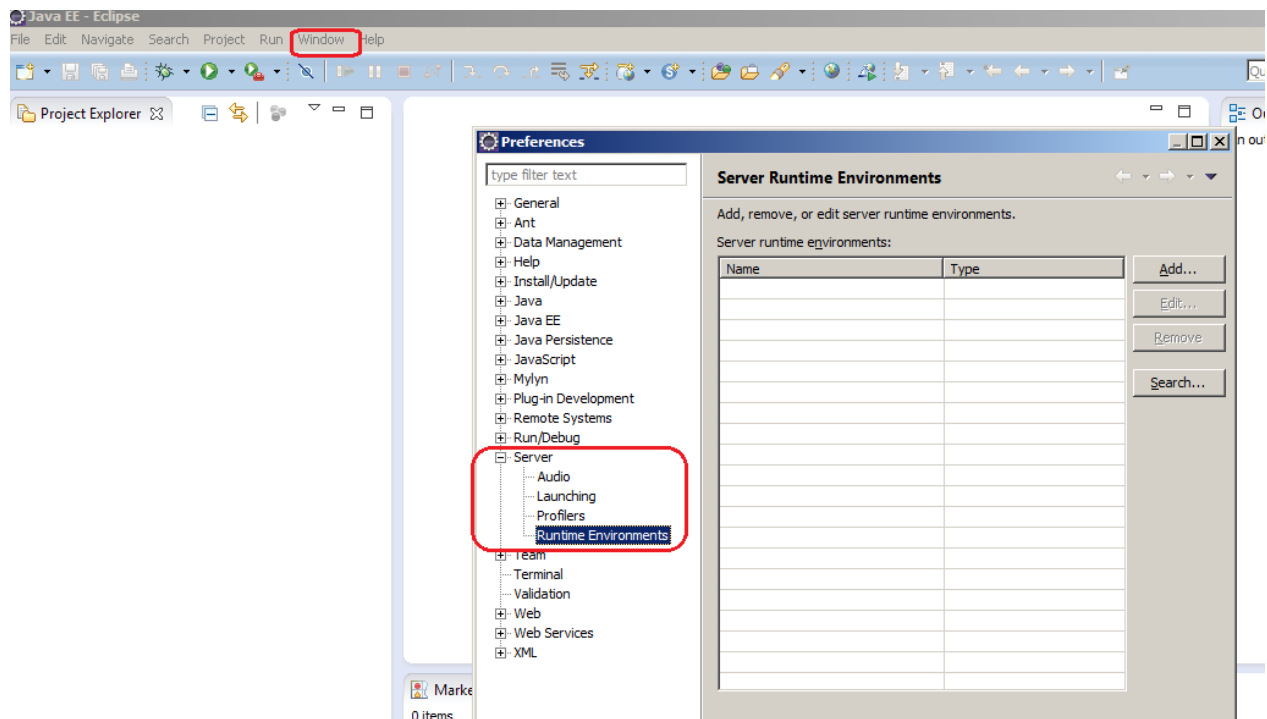 Java EE - Eclipse
File Edit Navigate Search Project Run Window Help
Project Explorer
Preferences
type filter text
General
Ant
Data Management
Help
Install/Update
Java
Java EE
Java Persistence
JavaScript
Mylyn
Plug-in Development
Remote Systems
Run/Debug
Server
Audio
Launching
Profilers
Runtime Environments
Team
Terminal
Validation
Web
Web Services
XML
Server Runtime Environments
Add, remove, or edit server runtime environments.
Server runtime environments:
Name Type
Add...
Edit...
Remove
Search...
Marke
0 items